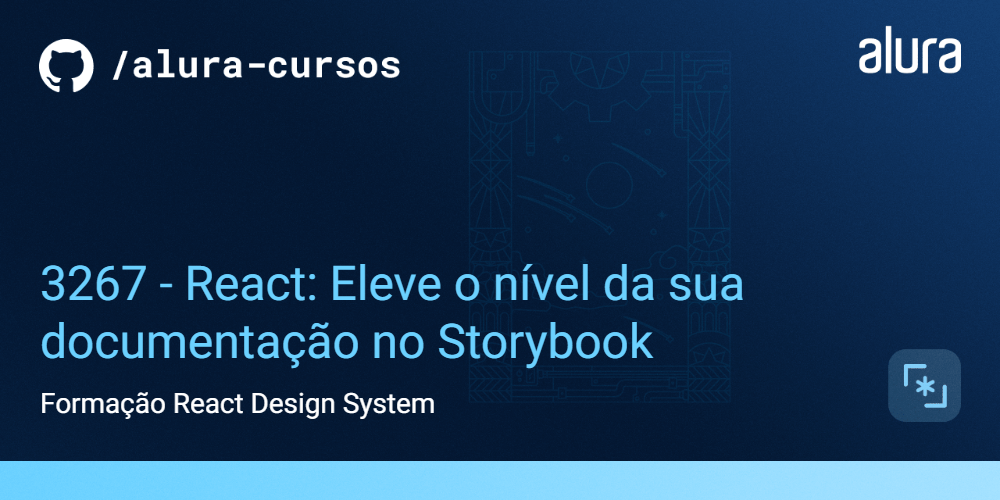 /alura-cursos
alura
3267 - React: Eleve o nível da sua
documentação no Storybook
Formação React Design System